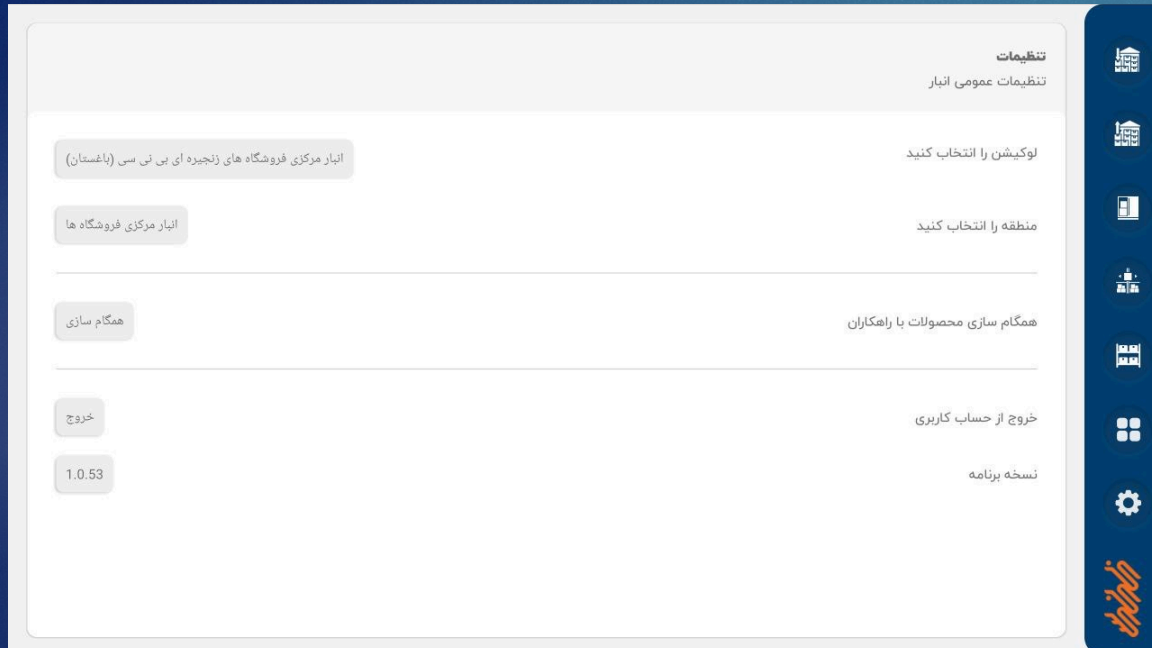 تنظیمات
تنظیمات عمومی انبار
لوکیشن را انتخاب کنید
انبار مرکزی فروشگاه های زنجیره ای بی نی سی (باغستان)
منطقه را انتخاب کنید
انبار مرکزی فروشگاه ها
همگام سازی محصولات با راهکاران
همگام سازی
خروج از حساب کاربری
خروج
نسخه برنامه
1.0.53